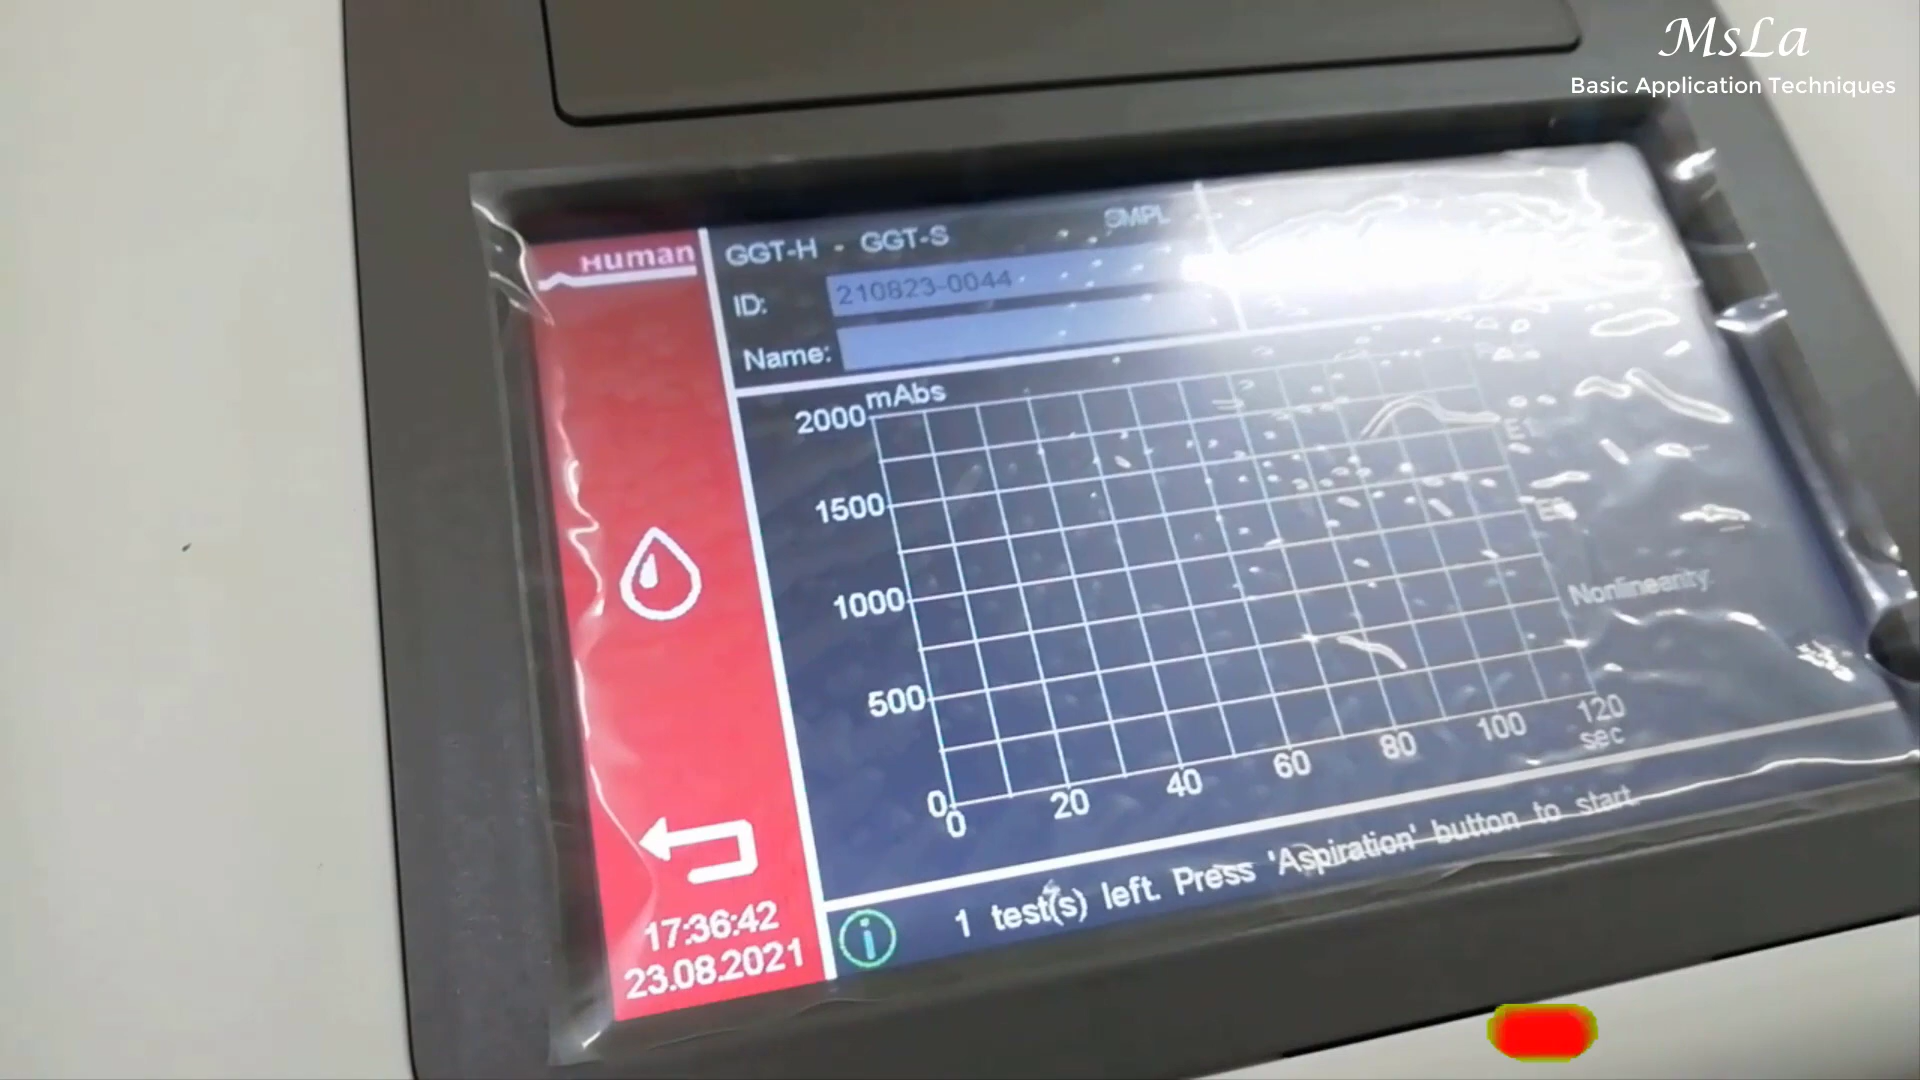 MsLa
Basic Application Techniques
Human
GGT-H - GGT-S SMPL
ID: 210823-0044
Name:
mAbs
2000
1500
1000
500
0
0 20 40 60 80 100 120
sec
E1
Nonlinearity:
1 test(s) left. Press 'Aspiration' button to start.
17:36:42
23.08.2021